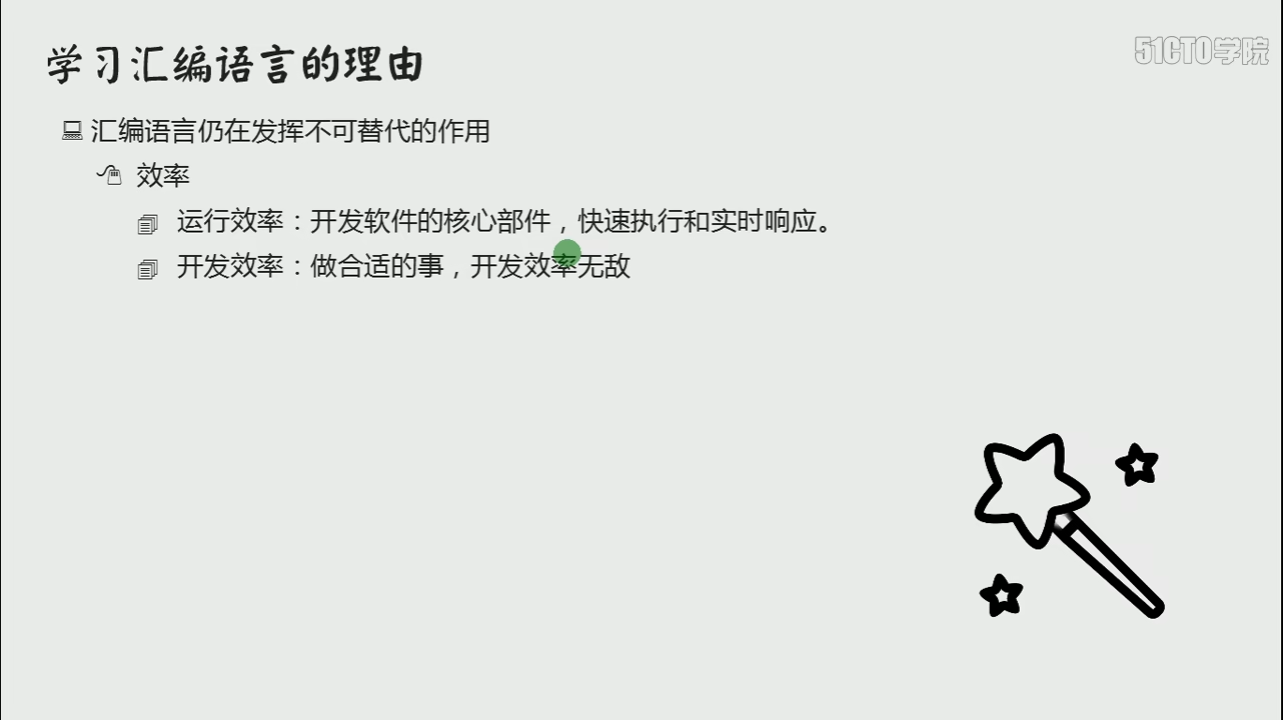 学习汇编语言的理由
51CTO学院
汇编语言仍在发挥不可替代的作用
效率
运行效率：开发软件的核心部件，快速执行和实时响应。
开发效率：做合适的事，开发效率无敌